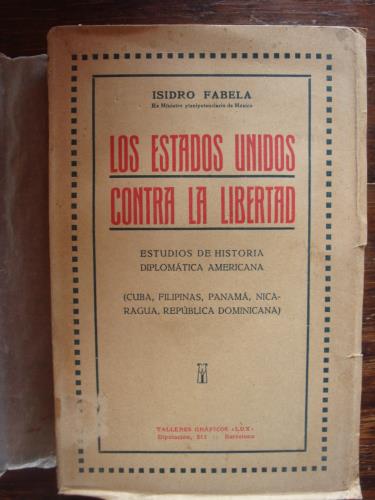 ISIDRO FABELA
Ex Ministro plenipotenciario de México
LOS ESTADOS UNIDOS
CONTRA LA LIBERTAD
ESTUDIOS DE HISTORIA
DIPLOMÁTICA AMERICANA
(CUBA, FILIPINAS, PANAMÁ, NICA-
RAGUA, REPÚBLICA DOMINICANA)
TALLERES GRÁFICOS «LUX»
Diputación, 211 :: Barcelona